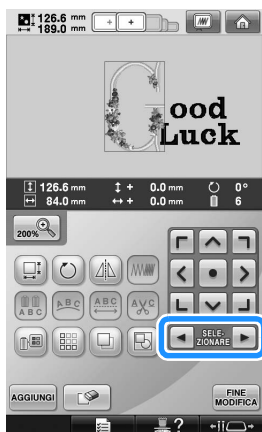 126.6 mm
189.0 mm
ood
Luck
126.6 mm + 0.0 mm 0°
84.0 mm + 0.0 mm 6
200%
A B C A B C A B C A C
SELE-
ZIONARE
AGGIUNGI
FINE
MODIFICA
?